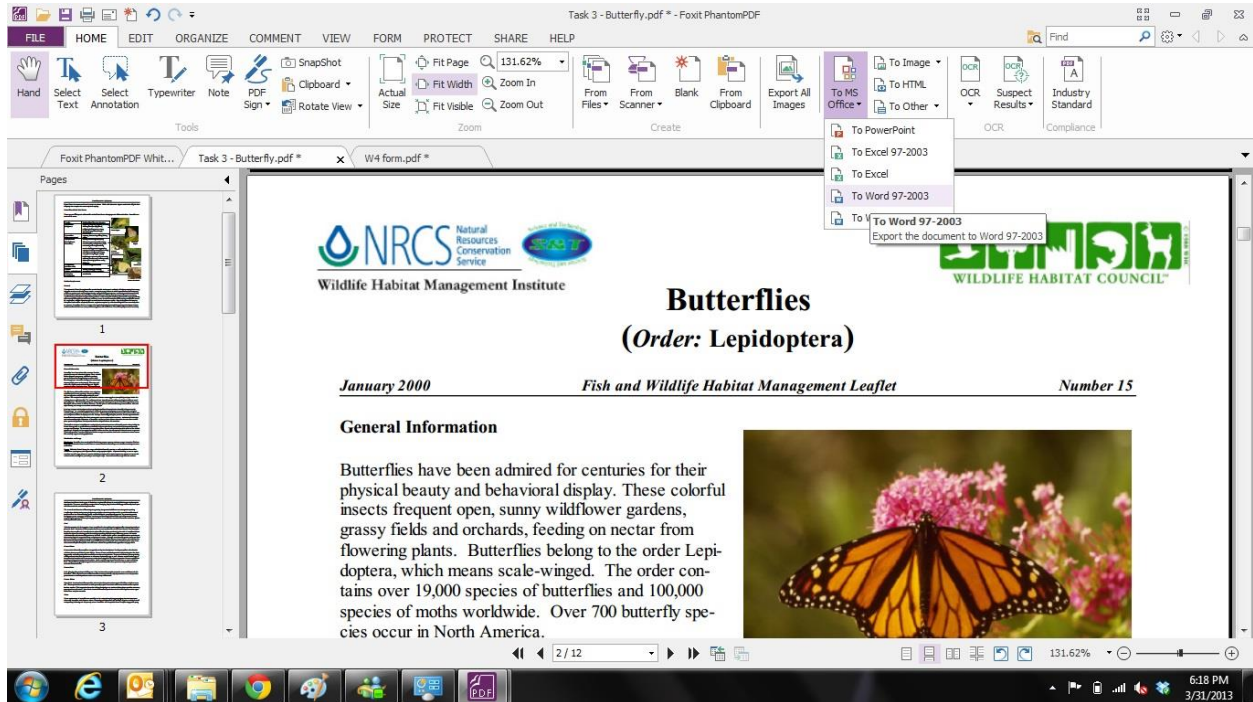 Task 3 - Butterfly.pdf * - Foxit PhantomPDF
FILE HOME EDIT ORGANIZE COMMENT VIEW FORM PROTECT SHARE HELP Find
Hand
Select Text
Select Annotation
Typewriter
Note
PDF Sign
SnapShot
Clipboard
Rotate View
Tools
Actual Size
Fit Page
Fit Width
Fit Visible
131.62%
Zoom In
Zoom Out
Zoom
From Files
From Scanner
Blank
From Clipboard
Create
Export All Images
To MS Office
To Image
To HTML
To Other
OCR
OCR
OCR
Suspect Results
OCR
Industry Standard
Compliance
To PowerPoint
To Excel 97-2003
To Excel
To Word 97-2003
To W
To Word 97-2003
Export the document to Word 97-2003
Foxit PhantomPDF Whit...
Task 3 - Butterfly.pdf * x
W4 form.pdf *
Pages
1
2
3
NRCS
Natural
Resources
Conservation
Service
Wildlife Habitat Management Institute
WILDLIFE HABITAT COUNCIL
Butterflies
(Order: Lepidoptera)
January 2000 Fish and Wildlife Habitat Management Leaflet Number 15
General Information
Butterflies have been admired for centuries for their
physical beauty and behavioral display. These colorful
insects frequent open, sunny wildflower gardens,
grassy fields and orchards, feeding on nectar from
flowering plants. Butterflies belong to the order Lepi-
doptera, which means scale-winged. The order con-
tains over 19,000 species of butterflies and 100,000
species of moths worldwide. Over 700 butterfly spe-
cies occur in North America.
2 / 12
131.62%
PDF
6:18 PM
3/31/2013